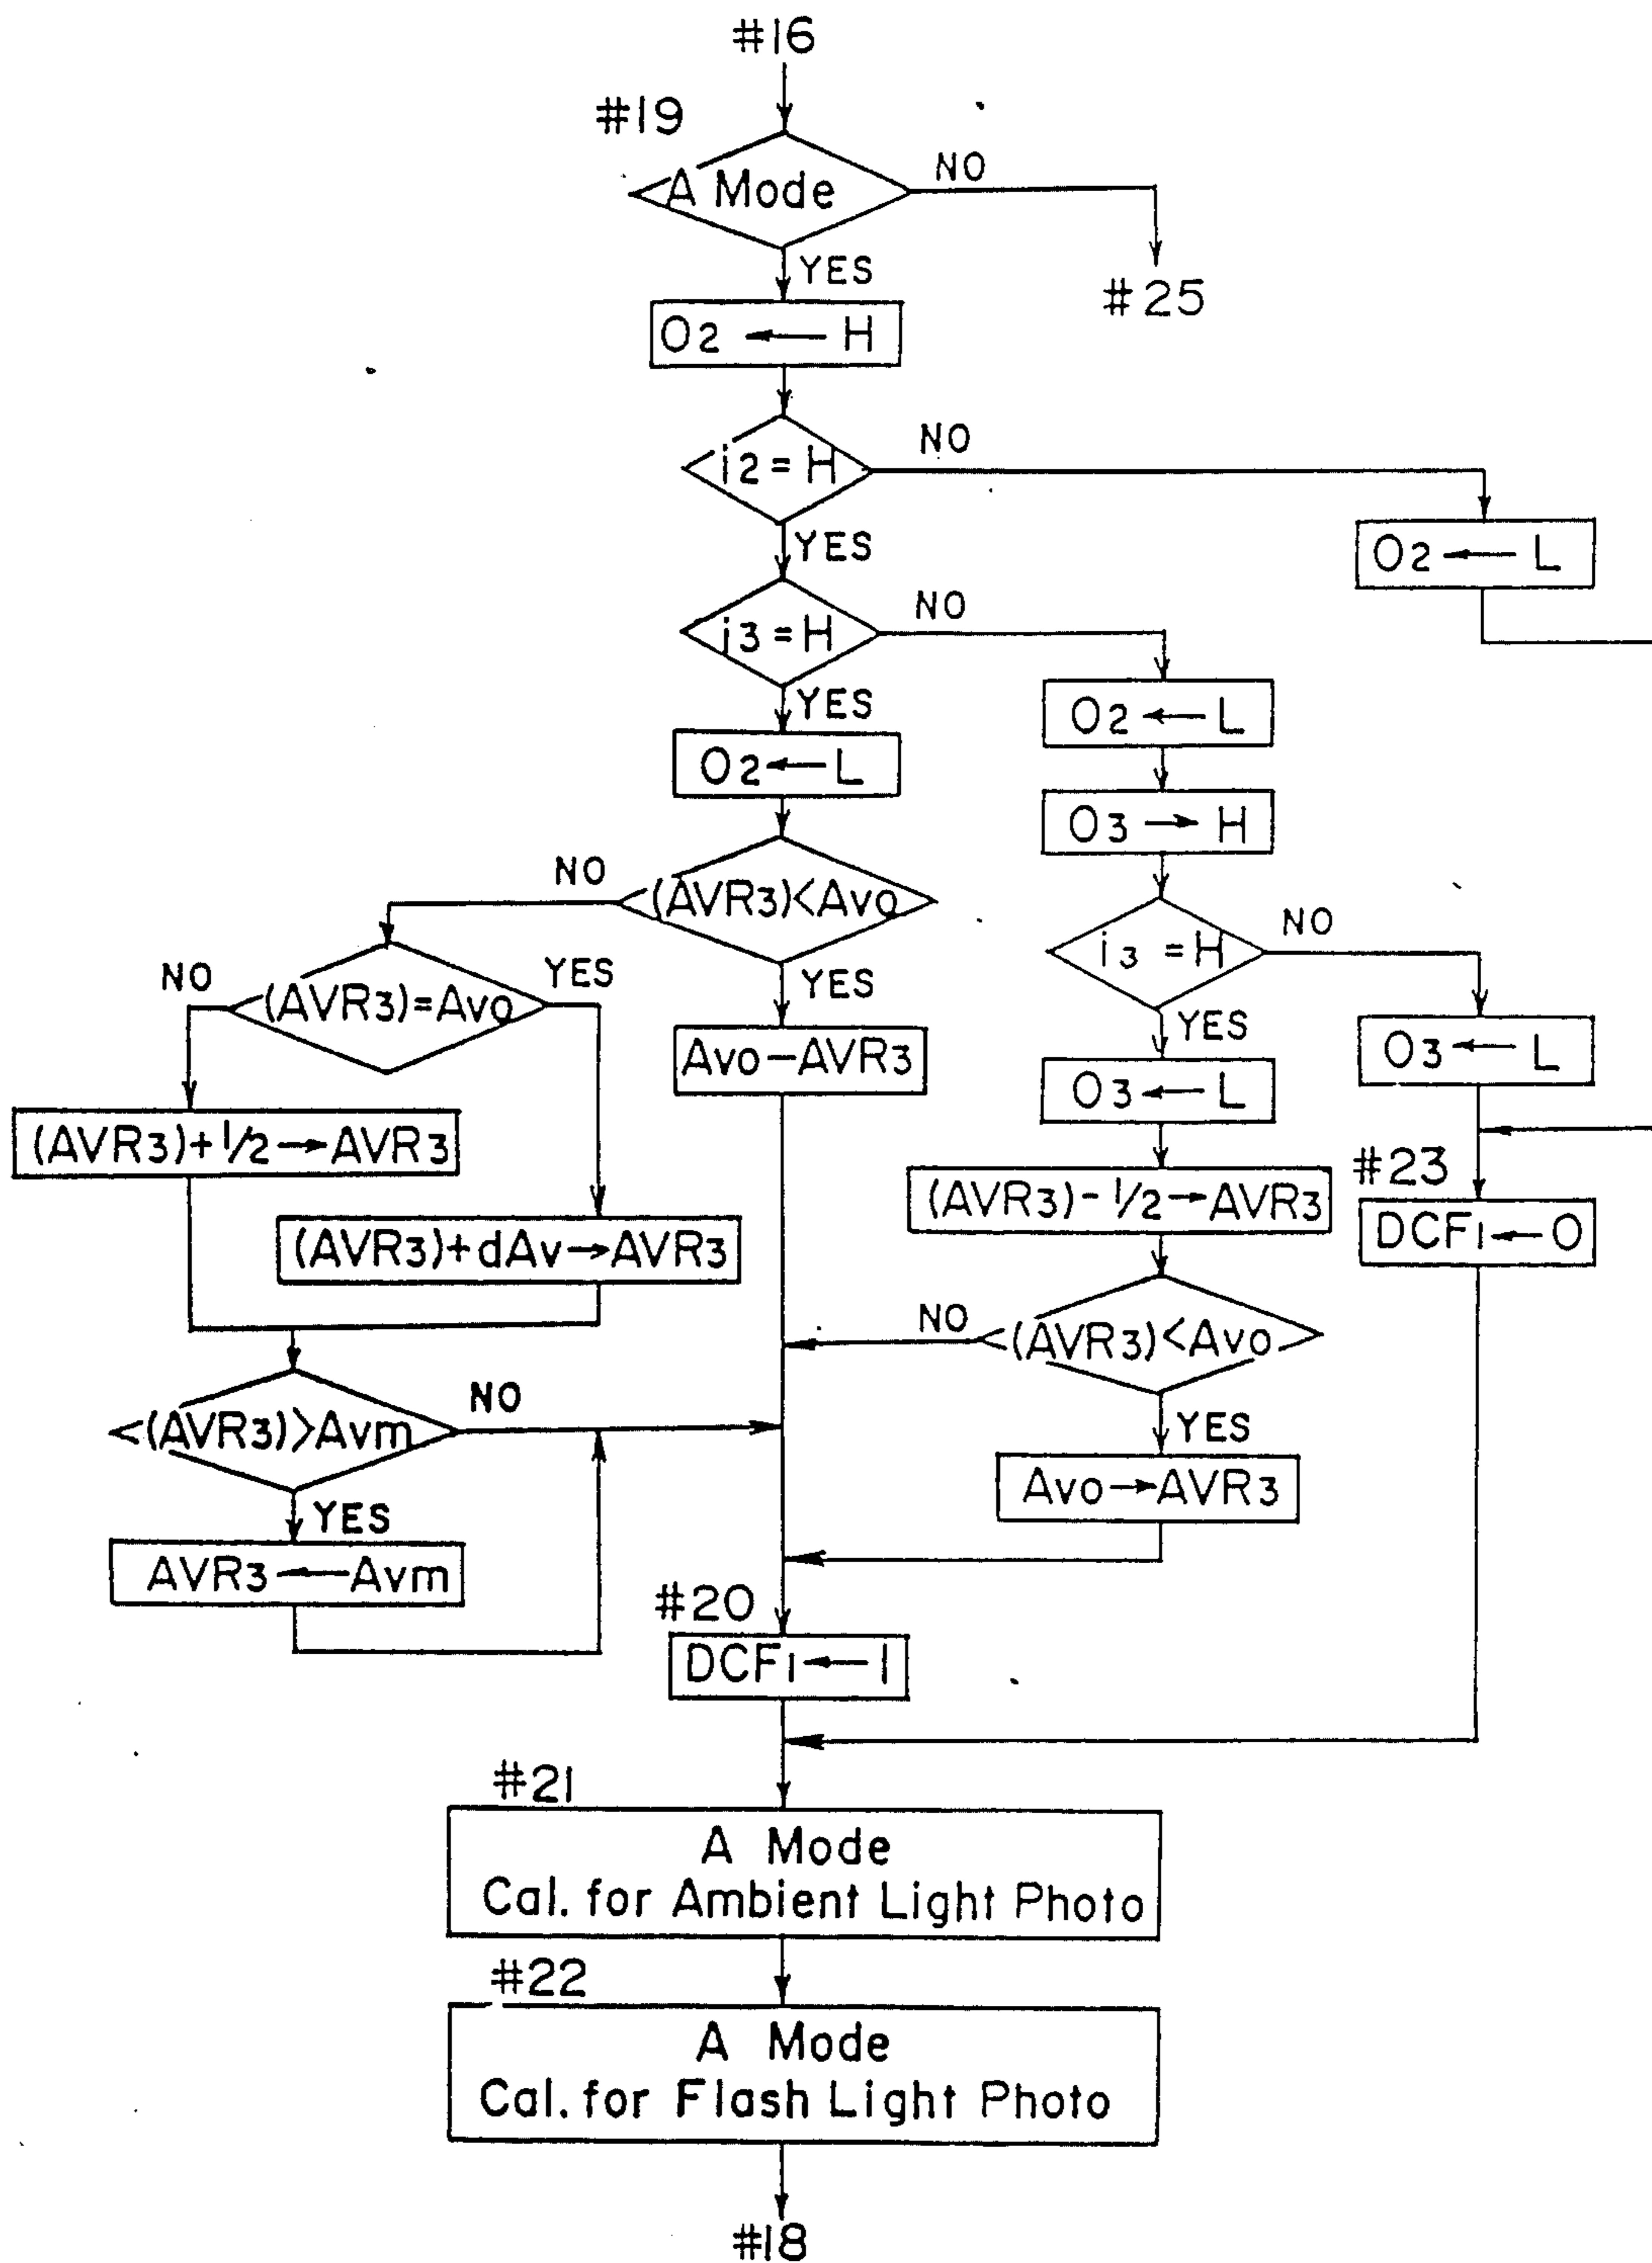 #16
#19
A Mode
NO
YES
#25
O2 ← H
i2 = H
NO
YES
O2 ← L
i3 = H
NO
YES
O2 ← L
O2 ← L
O3 → H
(AVR3)<Avo
NO
YES
i3 = H
NO
YES
(AVR3)=Avo
NO
YES
Avo−AVR3
O3 ← L
O3 ← L
(AVR3)+1/2→AVR3
(AVR3)-1/2→AVR3
#23
DCF1←0
(AVR3)+dAv→AVR3
(AVR3)<Avo
NO
YES
<(AVR3)>Avm
NO
YES
Avo→AVR3
AVR3←Avm
#20
DCF1←1
#21
A Mode
Cal. for Ambient Light Photo
#22
A Mode
Cal. for Flash Light Photo
#18